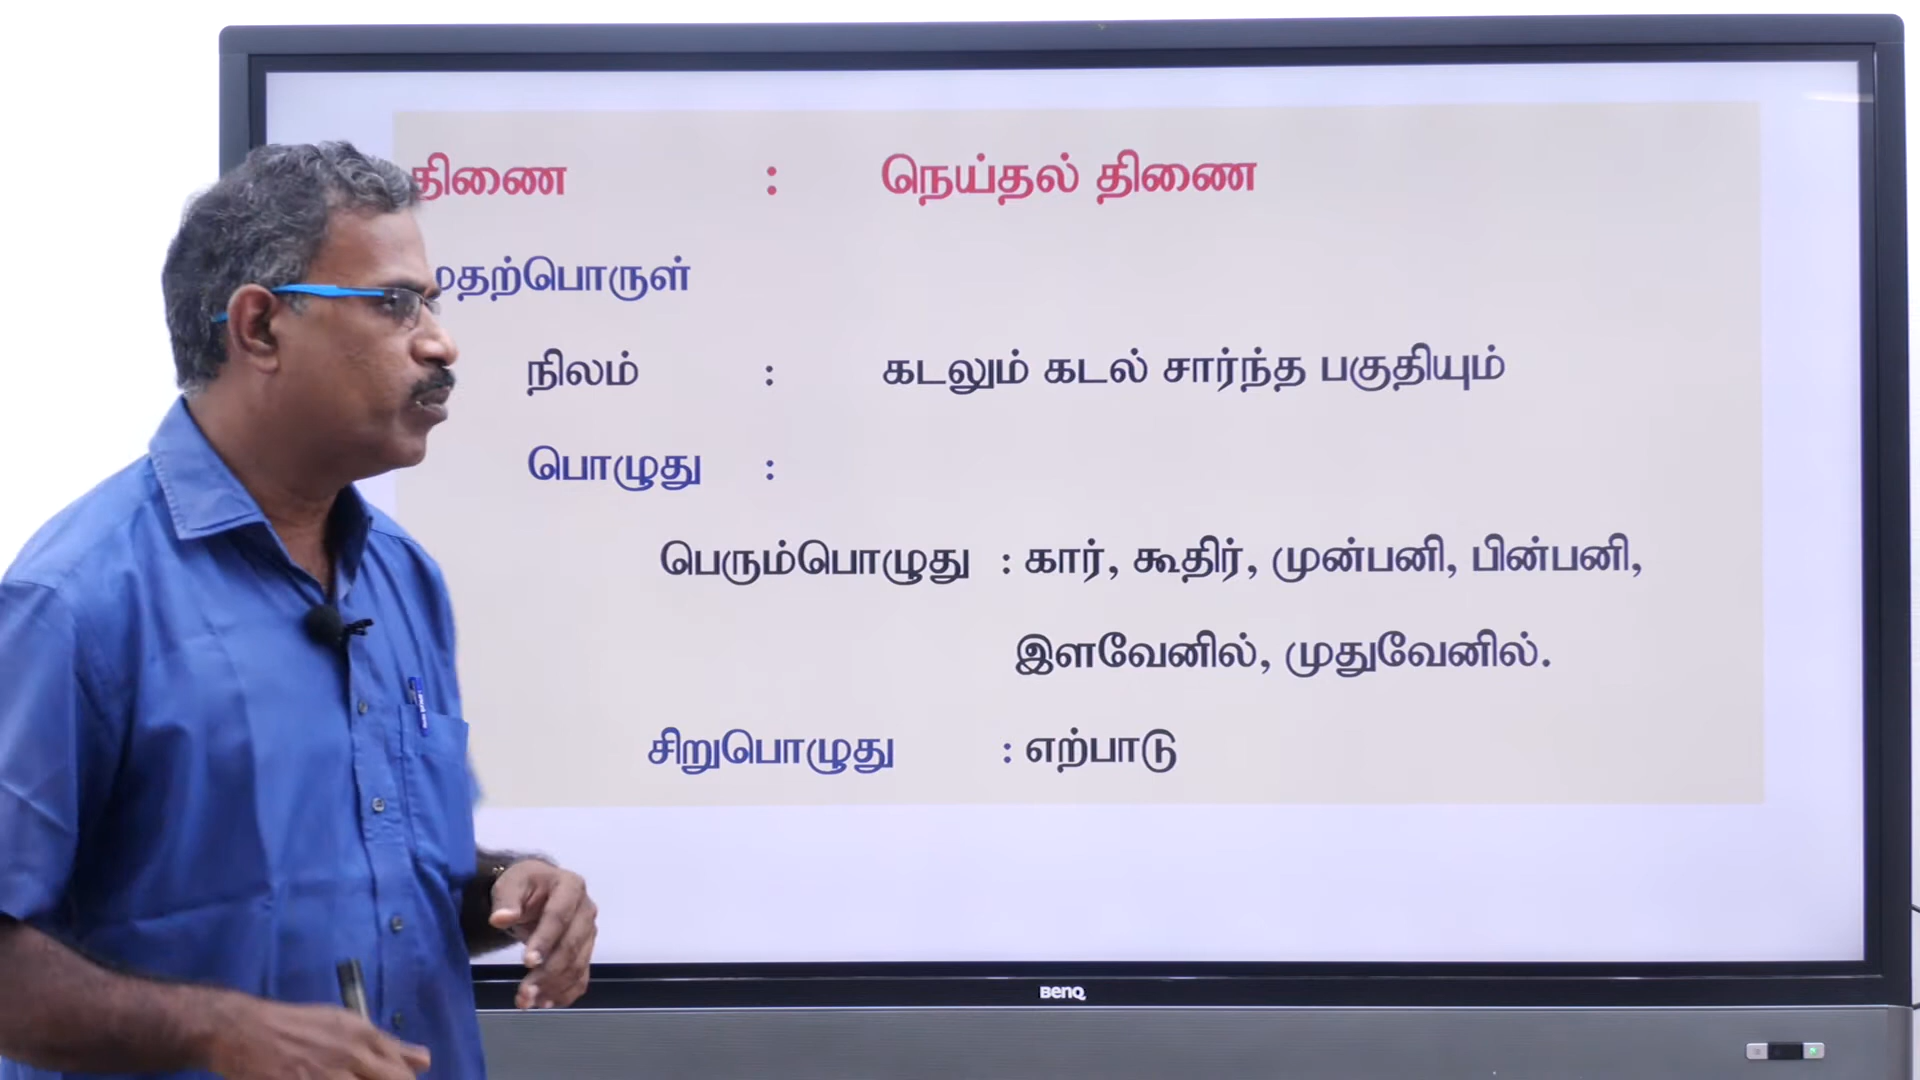 திணை : நெய்தல் திணை
முதற்பொருள்
நிலம் : கடலும் கடல் சார்ந்த பகுதியும்
பொழுது :
பெரும்பொழுது : கார், கூதிர், முன்பனி, பின்பனி,
இளவேனில், முதுவேனில்.
சிறுபொழுது : எற்பாடு
BenQ